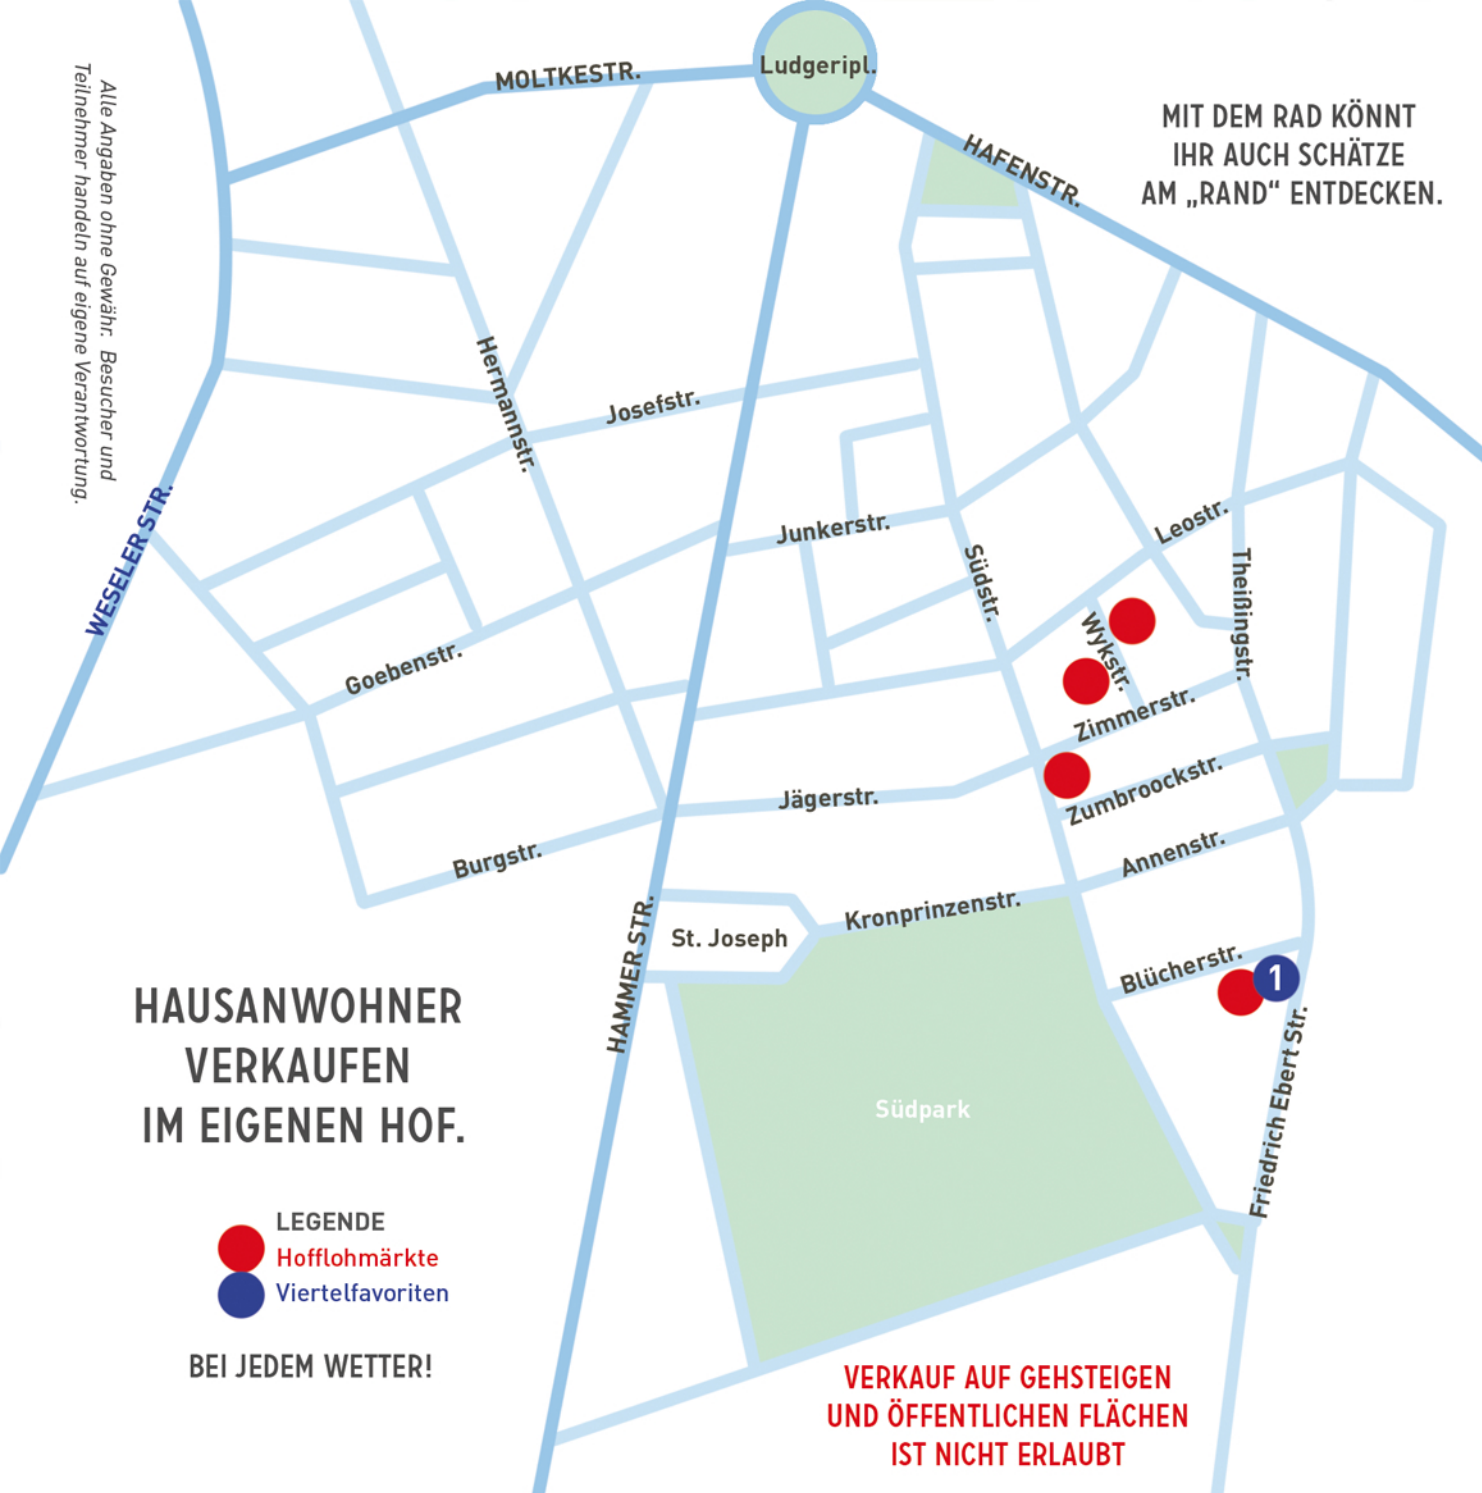 Ludgeripl.
MOLTKESTR.
HAFENSTR.
MIT DEM RAD KÖNNT
IHR AUCH SCHÄTZE
AM „RAND“ ENTDECKEN.
Alle Angaben ohne Gewähr. Besucher und
Teilnehmer handeln auf eigene Verantwortung.
Hermannstr.
Josefstr.
WESELER STR.
Junkerstr.
Leostr.
Südstr.
Theißingstr.
Wykstr.
Goebenstr.
Zimmerstr.
Zumbroockstr.
Jägerstr.
Burgstr.
Annenstr.
Kronprinzenstr.
St. Joseph
HAMMER STR.
Blücherstr.
1
Friedrich Ebert Str.
Südpark
HAUSANWOHNER
VERKAUFEN
IM EIGENEN HOF.
LEGENDE
Hofflohmärkte
Viertelfavoriten
BEI JEDEM WETTER!
VERKAUF AUF GEHSTEIGEN
UND ÖFFENTLICHEN FLÄCHEN
IST NICHT ERLAUBT